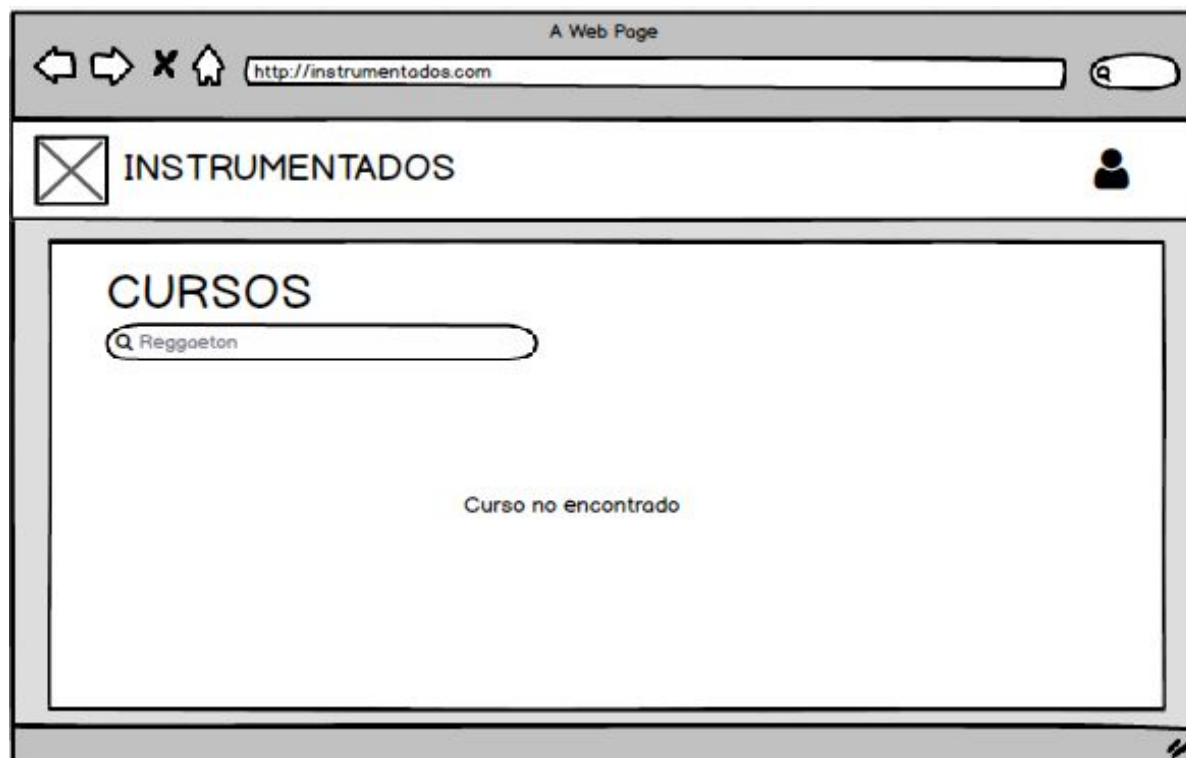 A Web Page
http://instrumentados.com
INSTRUMENTADOS
CURSOS
Reggaeton
Curso no encontrado